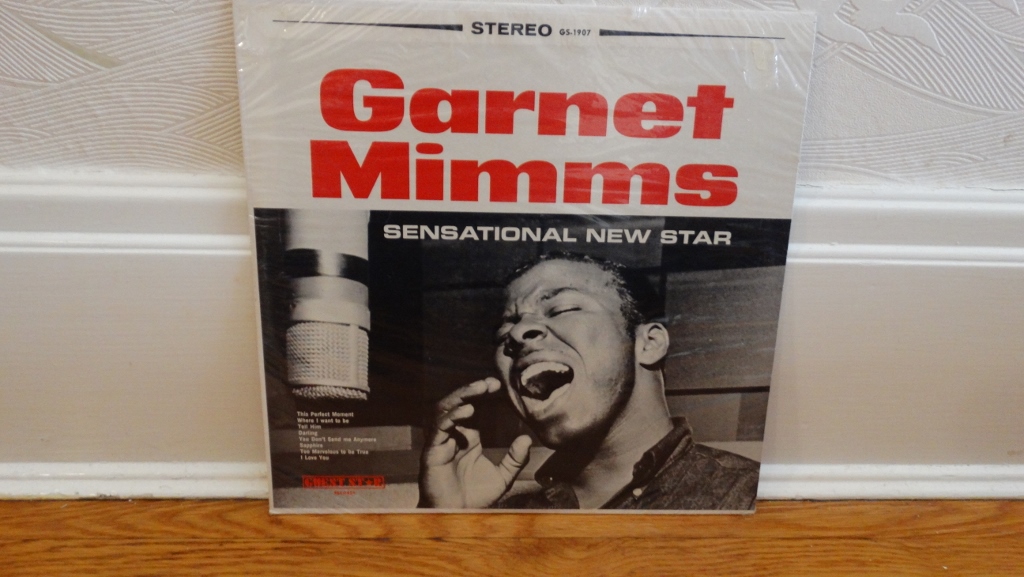 STEREO GS-1907
Garnet
Mimms
SENSATIONAL NEW STAR
This Perfect Moment
Where I want to be
Tell Him
Darling
You Don't Send me Anymore
Sapphire
Too Marvelous to be True
I Love You